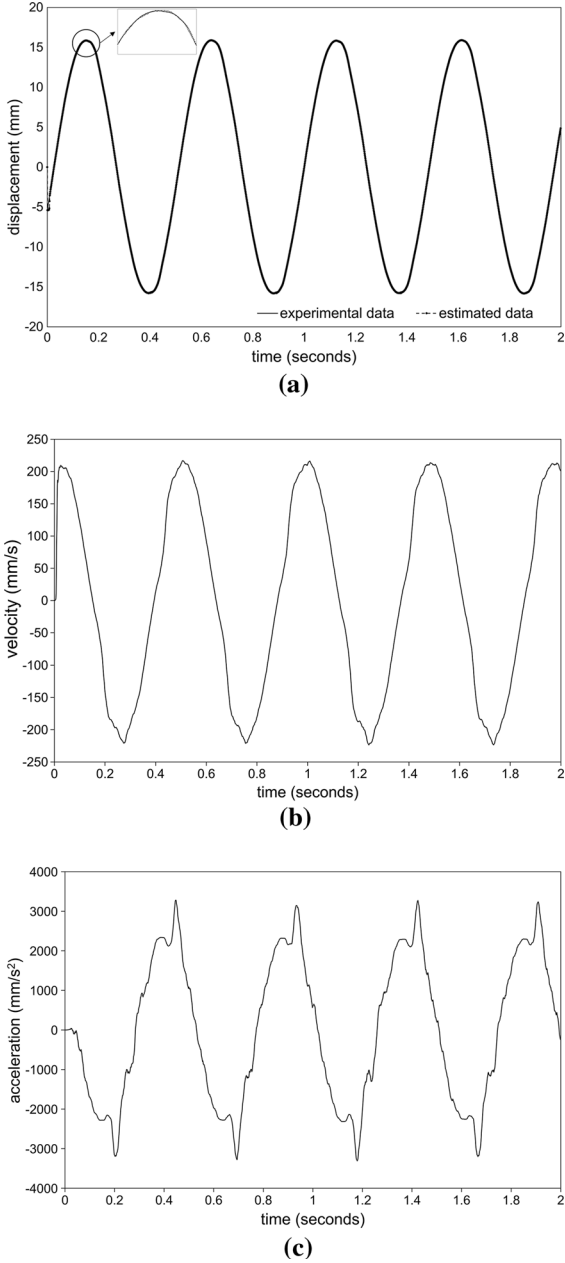 20
15
10
5
0
-5
-10
-15
-20
displacement (mm)
experimental data
estimated data
0 0.2 0.4 0.6 0.8 1 1.2 1.4 1.6 1.8 2
time (seconds)
(a)
250
200
150
100
50
0
-50
-100
-150
-200
-250
velocity (mm/s)
0 0.2 0.4 0.6 0.8 1 1.2 1.4 1.6 1.8 2
time (seconds)
(b)
4000
3000
2000
1000
0
-1000
-2000
-3000
-4000
acceleration (mm/s²)
0 0.2 0.4 0.6 0.8 1 1.2 1.4 1.6 1.8 2
time (seconds)
(c)